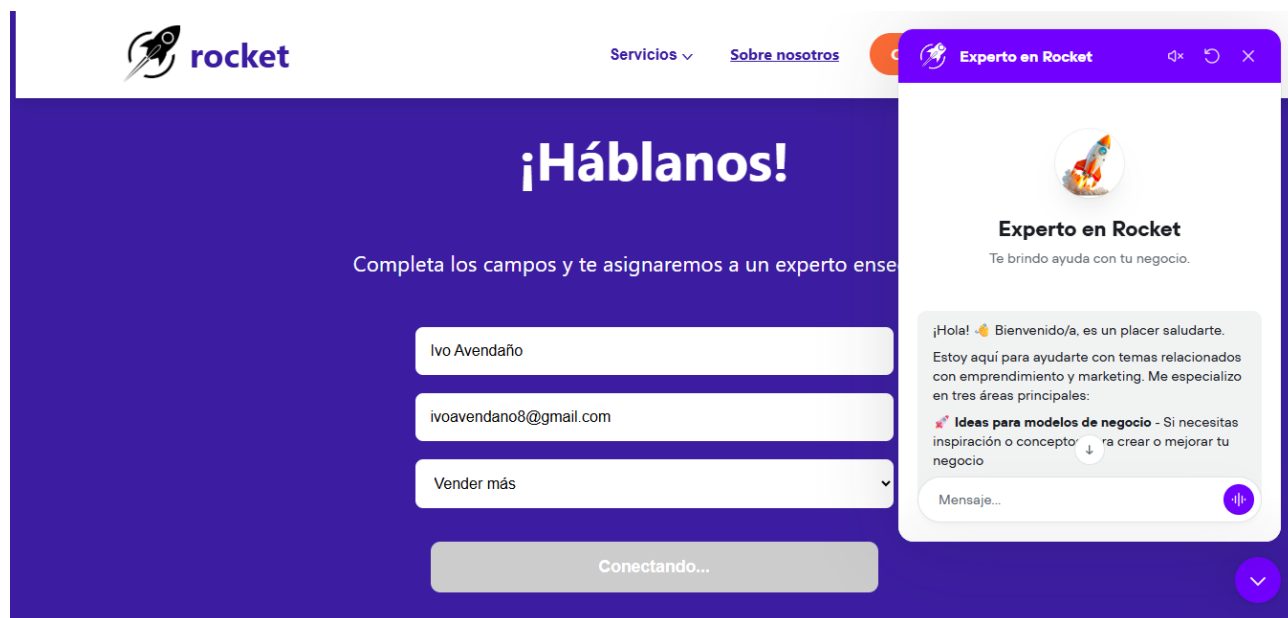 rocket
Servicios
Sobre nosotros
¡Háblanos!
Completa los campos y te asignaremos a un experto
Ivo Avendaño
ivoavendano8@gmail.com
Vender más
Conectando...
Experto en Rocket
Experto en Rocket
Te brindo ayuda con tu negocio.
¡Hola! 👋 Bienvenido/a, es un placer saludarte.
Estoy aquí para ayudarte con temas relacionados
con emprendimiento y marketing. Me especializo
en tres áreas principales:
🚀 Ideas para modelos de negocio - Si necesitas
inspiración o crear o mejorar tu
negocio
Mensaje...